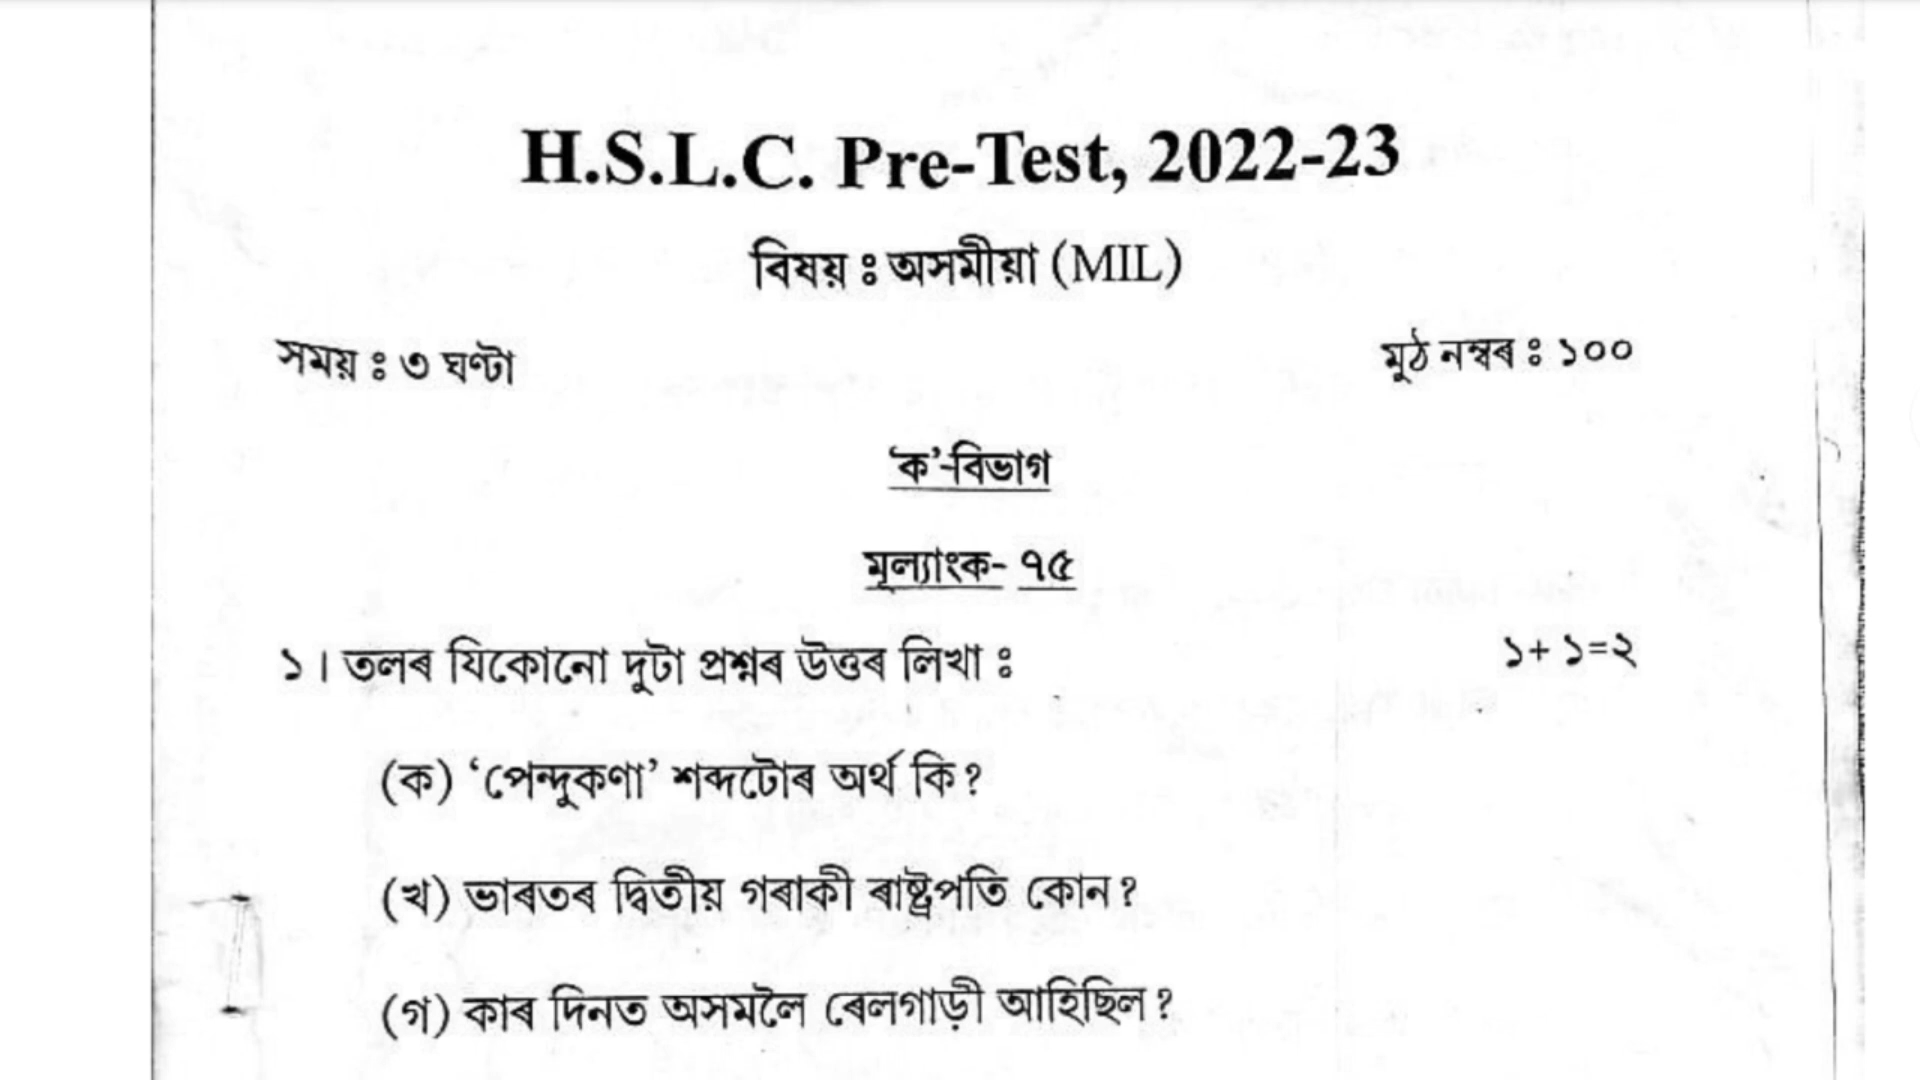 H.S.L.C. Pre-Test, 2022-23
বিষয় ঃ অসমীয়া (MIL)
সময় ঃ ৩ ঘণ্টা মুঠ নম্বৰ ঃ ১০০
‘ক’-বিভাগ
মূল্যাংক- ৭৫
১। তলৰ যিকোনো দুটা প্ৰশ্নৰ উত্তৰ লিখা ঃ ১+ ১=২
(ক) ‘পেন্দুকণা’ শব্দটোৰ অৰ্থ কি?
(খ) ভাৰতৰ দ্বিতীয় গৰাকী ৰাষ্ট্ৰপতি কোন?
(গ) কাৰ দিনত অসমলৈ ৰেলগাড়ী আহিছিল?